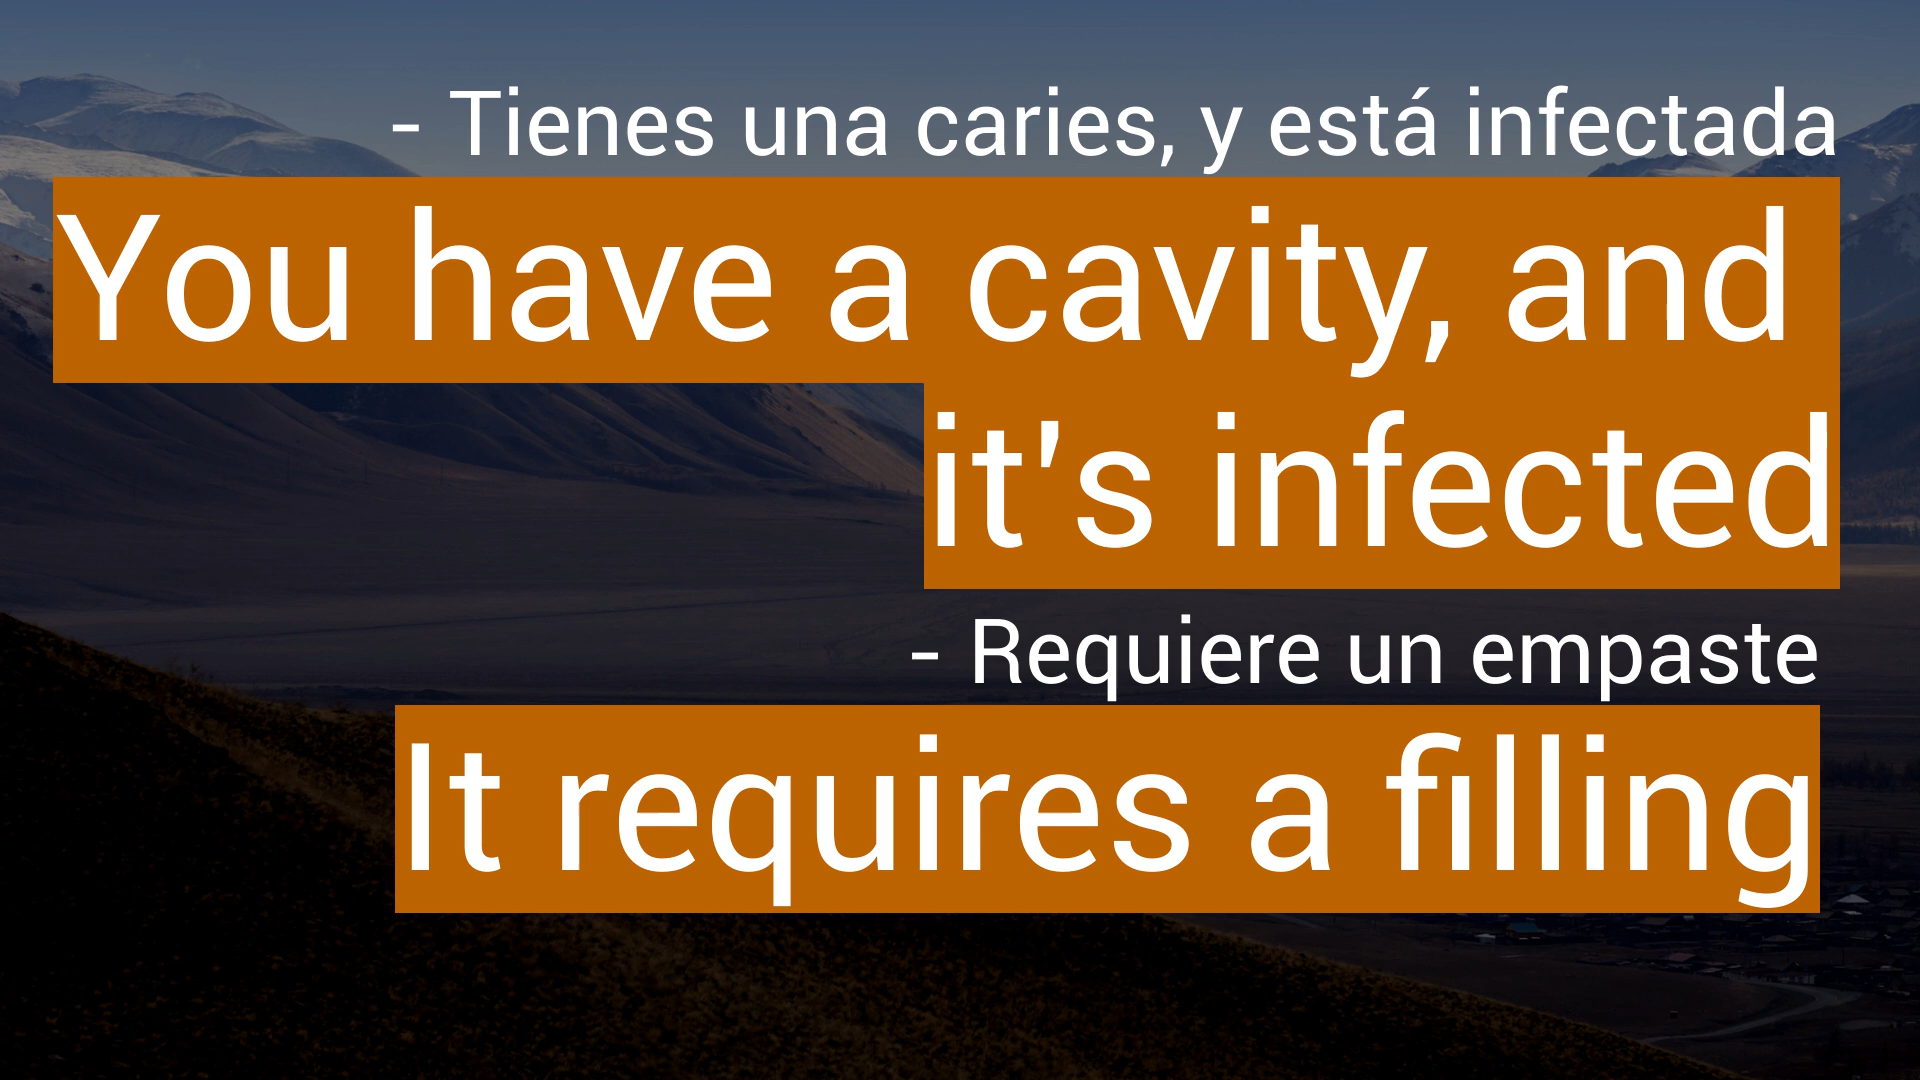 - Tienes una caries, y está infectada
You have a cavity, and
it's infected
- Requiere un empaste
It requires a filling